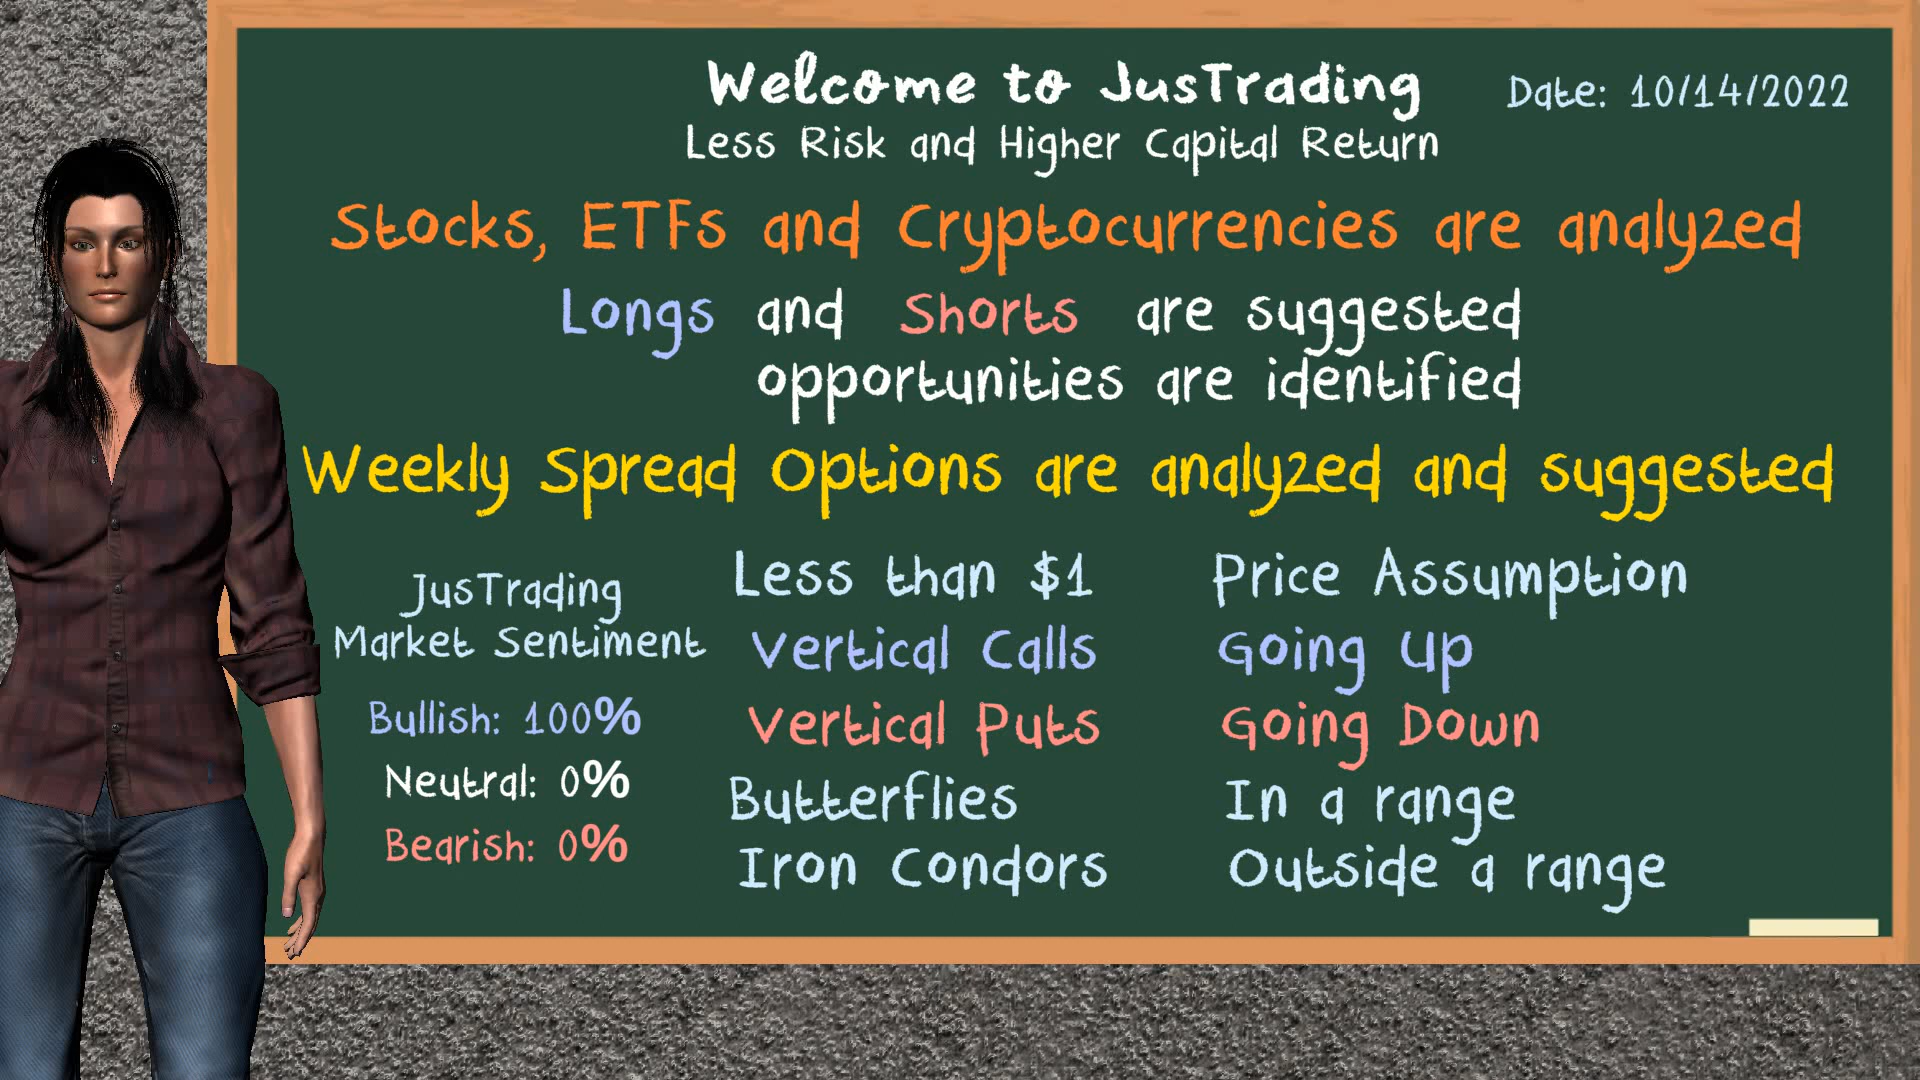 Welcome to JusTrading
Date: 10/14/2022
Less Risk and Higher Capital Return
Stocks, ETFs and Cryptocurrencies are analyzed
Longs and Shorts are suggested
opportunities are identified
Weekly Spread Options are analyzed and suggested
JusTrading
Market Sentiment
Bullish: 100%
Neutral: 0%
Bearish: 0%
Less than $1 Price Assumption
Vertical Calls Going Up
Vertical Puts Going Down
Butterflies In a range
Iron Condors Outside a range